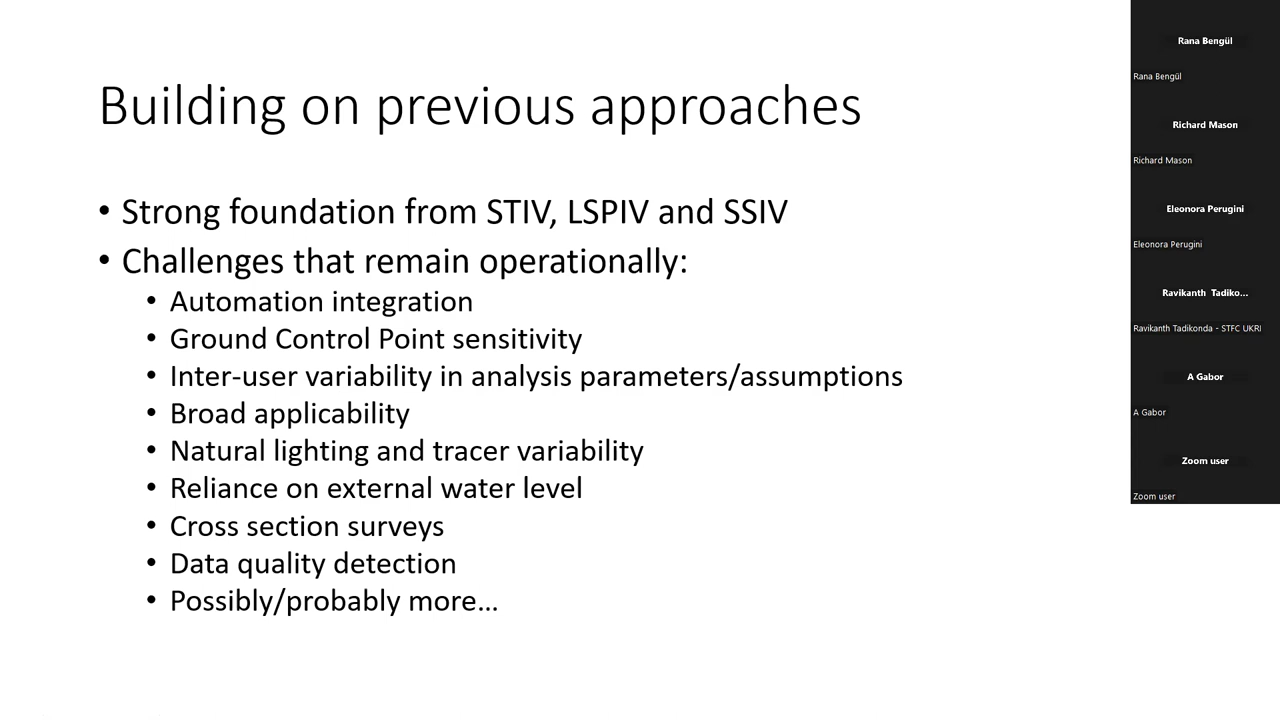 Building on previous approaches
• Strong foundation from STIV, LSPIV and SSIV
• Challenges that remain operationally:
• Automation integration
• Ground Control Point sensitivity
• Inter-user variability in analysis parameters/assumptions
• Broad applicability
• Natural lighting and tracer variability
• Reliance on external water level
• Cross section surveys
• Data quality detection
• Possibly/probably more...
Rana Bengül
Rana Bengül
Richard Mason
Richard Mason
Eleonora Perugini
Eleonora Perugini
Ravikanth Tadiko...
Ravikanth Tadikonda - STFC UKRI
A Gabor
A Gabor
Zoom user
Zoom user